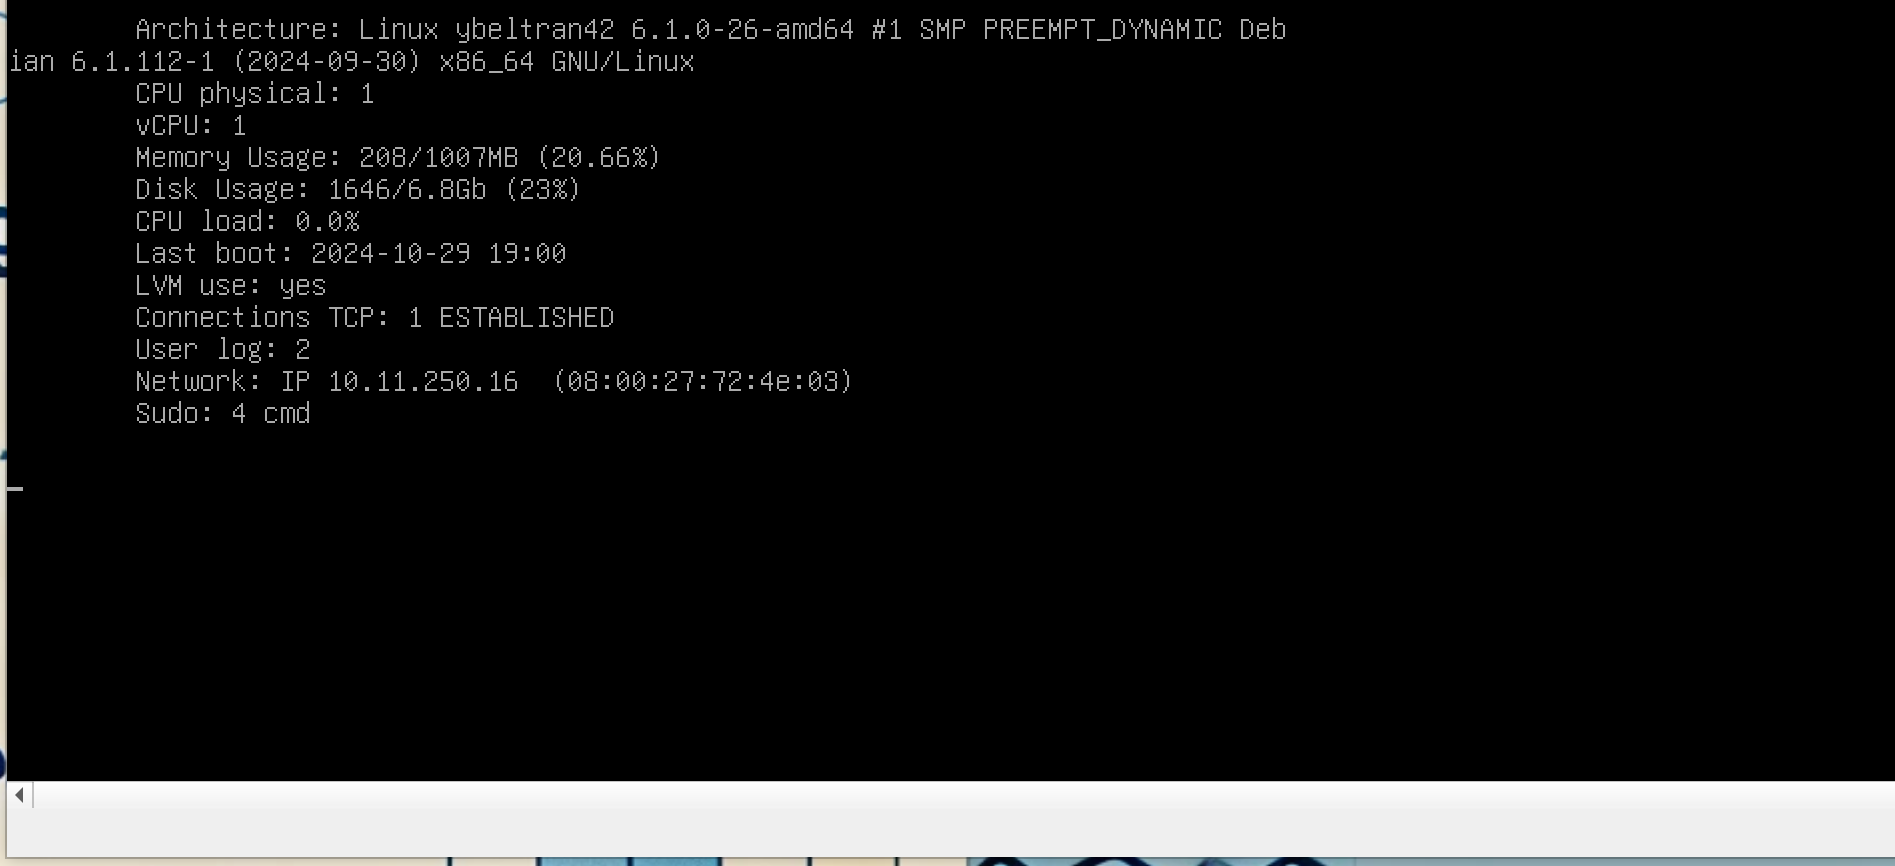 Architecture: Linux ybeltran42 6.1.0-26-amd64 #1 SMP PREEMPT_DYNAMIC Deb
ian 6.1.112-1 (2024-09-30) x86_64 GNU/Linux
CPU physical: 1
vCPU: 1
Memory Usage: 208/1007MB (20.66%)
Disk Usage: 1646/6.8Gb (23%)
CPU load: 0.0%
Last boot: 2024-10-29 19:00
LVM use: yes
Connections TCP: 1 ESTABLISHED
User log: 2
Network: IP 10.11.250.16  (08:00:27:72:4e:03)
Sudo: 4 cmd